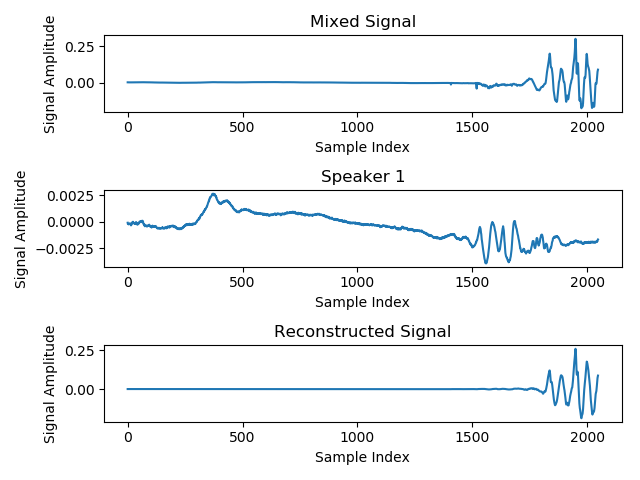 Mixed Signal
Signal Amplitude
0.25
0.00
0 500 1000 1500 2000
Sample Index
Speaker 1
Signal Amplitude
0.0025
0.0000
−0.0025
0 500 1000 1500 2000
Sample Index
Reconstructed Signal
Signal Amplitude
0.25
0.00
0 500 1000 1500 2000
Sample Index